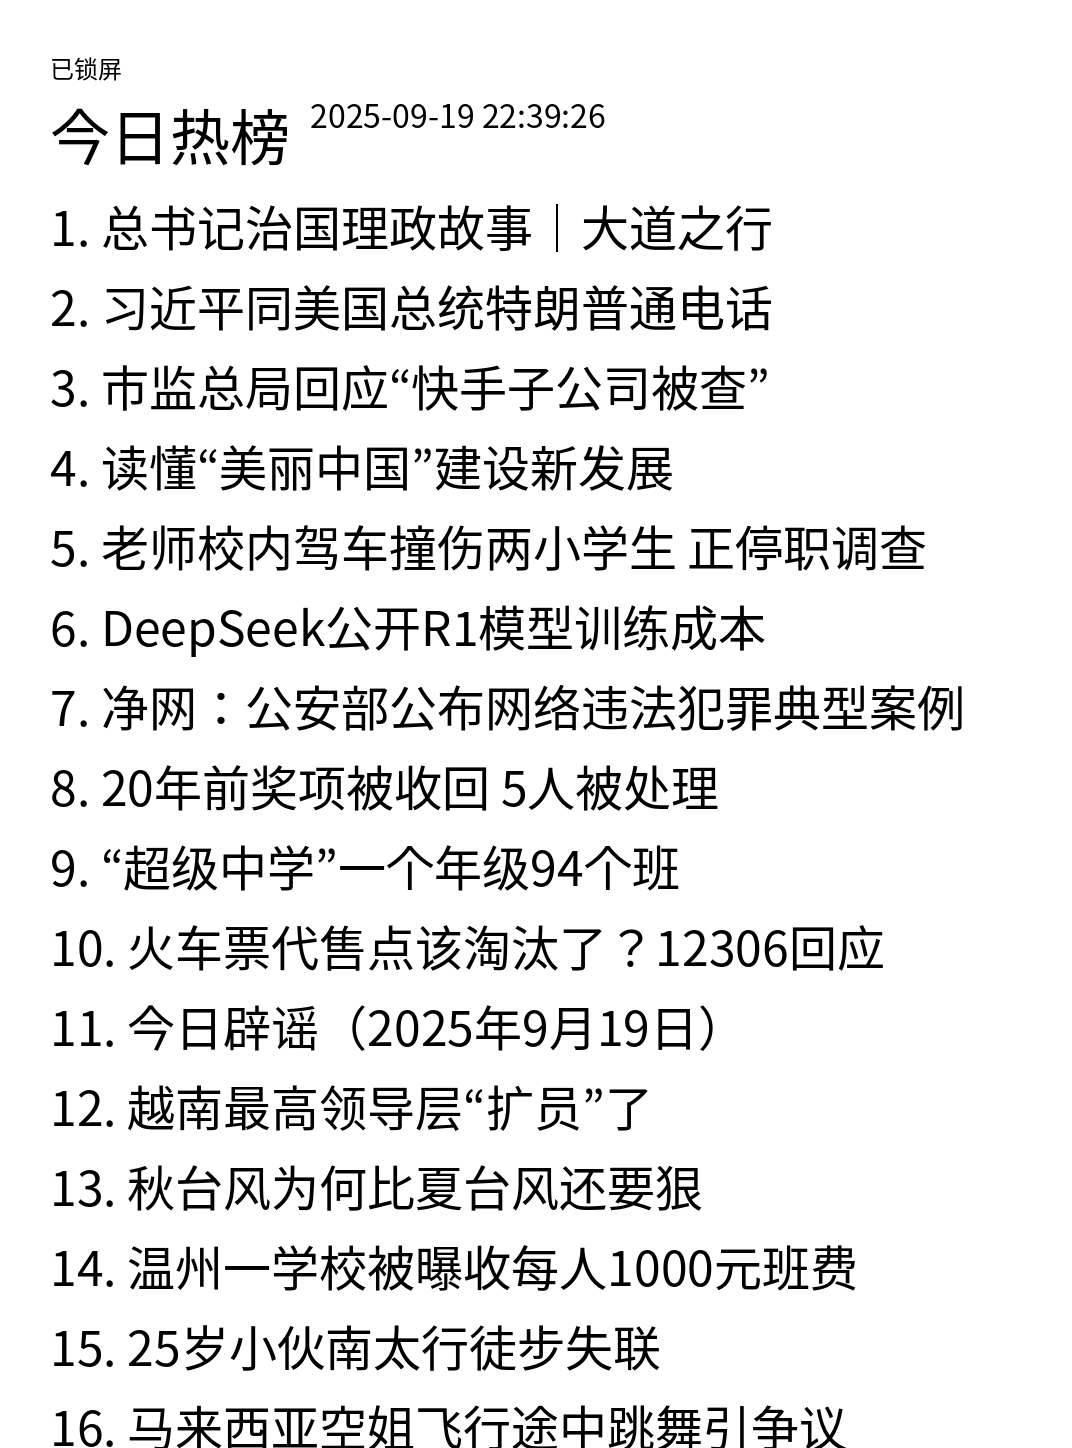 已锁屏
今日热榜 2025-09-19 22:39:26
1. 总书记治国理政故事｜大道之行
2. 习近平同美国总统特朗普通电话
3. 市监总局回应“快手子公司被查”
4. 读懂“美丽中国”建设新发展
5. 老师校内驾车撞伤两小学生 正停职调查
6. DeepSeek公开R1模型训练成本
7. 净网：公安部公布网络违法犯罪典型案例
8. 20年前奖项被收回 5人被处理
9. “超级中学”一个年级94个班
10. 火车票代售点该淘汰了？12306回应
11. 今日辟谣（2025年9月19日）
12. 越南最高领导层“扩员”了
13. 秋台风为何比夏台风还要狠
14. 温州一学校被曝收每人1000元班费
15. 25岁小伙南太行徒步失联
16. 马来西亚空姐飞行途中跳舞引争议